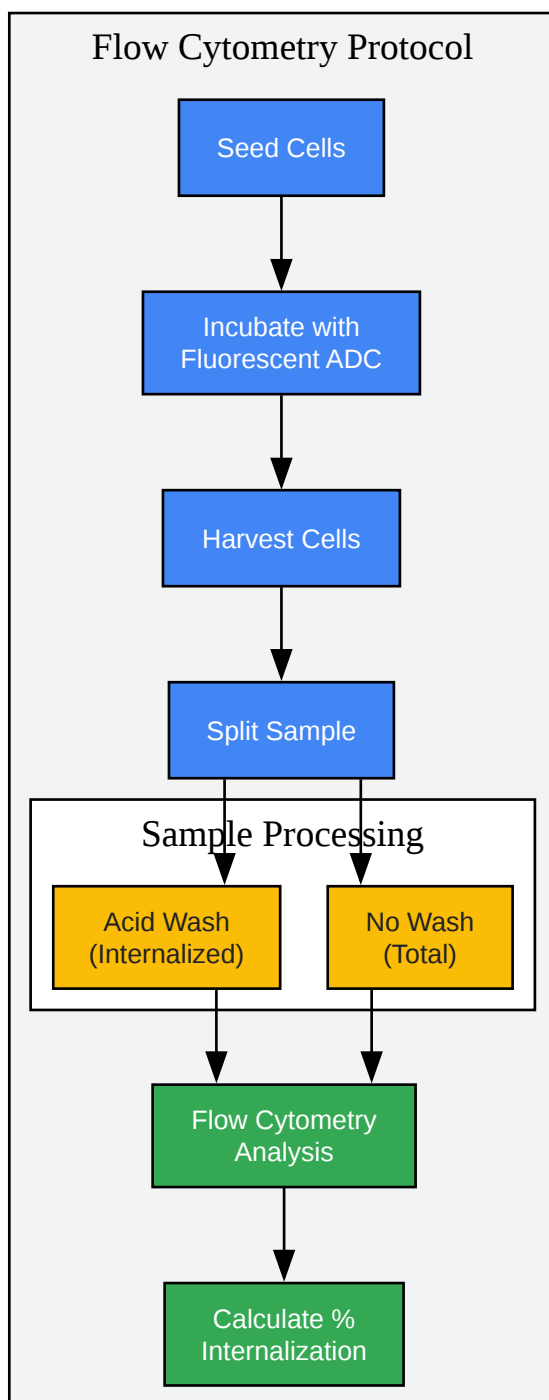 Flow Cytometry Protocol
Seed Cells
Incubate with
Fluorescent ADC
Harvest Cells
Split Sample
Sample Processing
Acid Wash
(Internalized)
No Wash
(Total)
Flow Cytometry
Analysis
Calculate %
Internalization